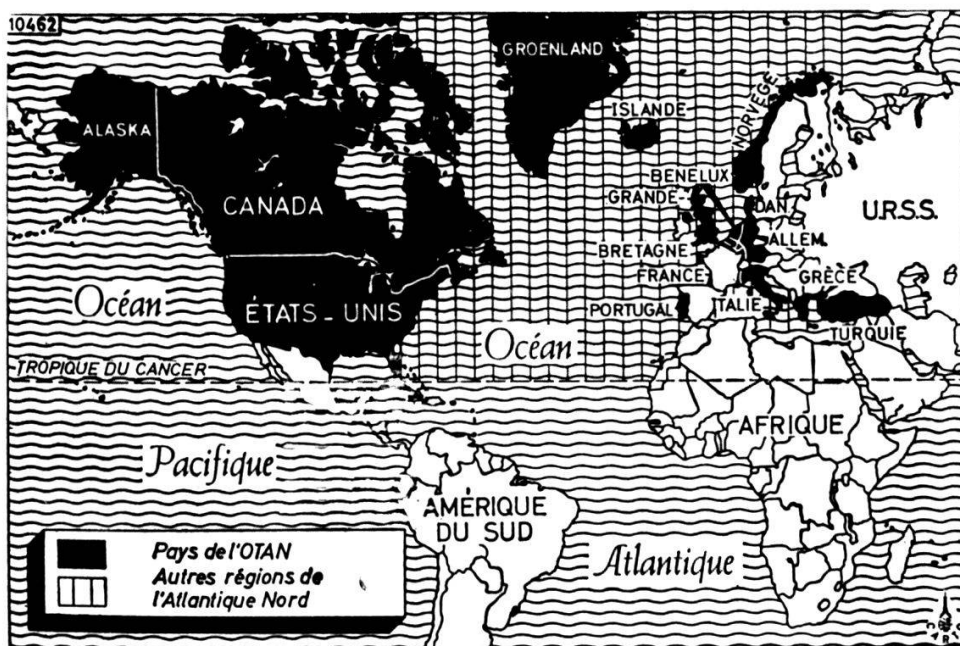 10462
GROENLAND
ALASKA
ISLANDE
NORVÈGE
CANADA
BENELUX
GRANDE-
BRETAGNE
DAN.
U.R.S.S.
ALLEM.
FRANCE
GRÈCE
Océan
ÉTATS-UNIS
PORTUGAL
ITALIE
Océan
TURQUIE
TROPIQUE DU CANCER
AFRIQUE
Pacifique
AMÉRIQUE
DU SUD
Atlantique
Pays de l'OTAN
Autres régions de
l'Atlantique Nord